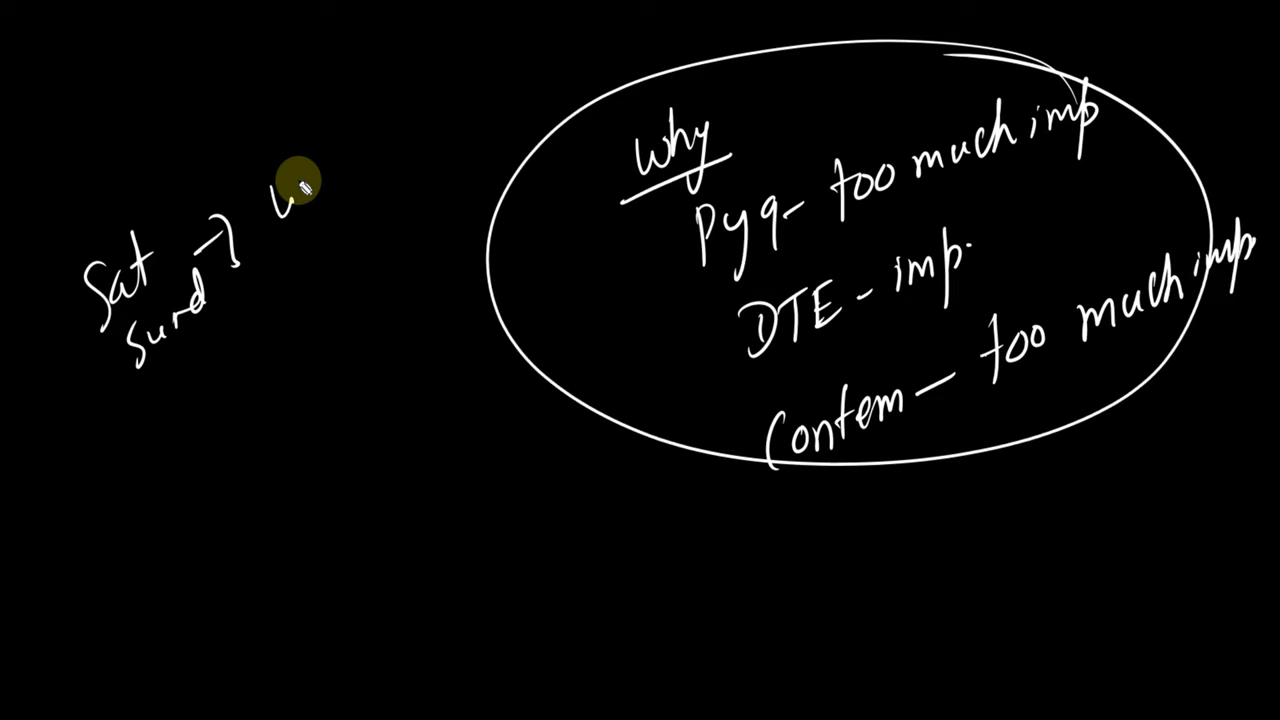 Sat
Surd
Why
Pyq - too much imp
DTE - imp.
Contem - too much imp